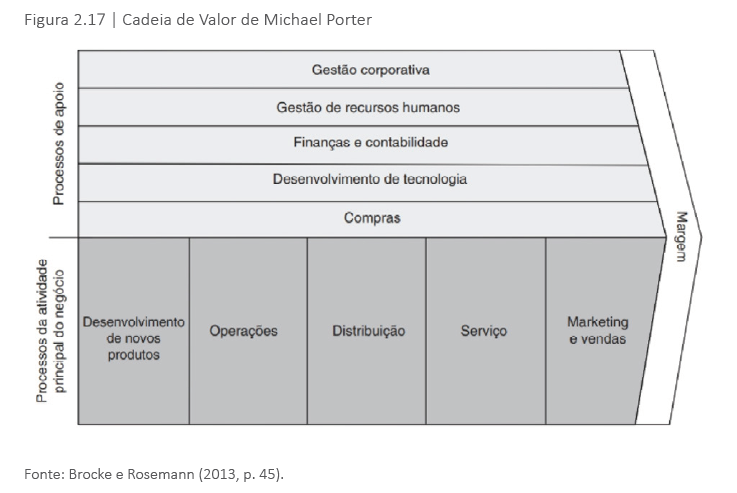 Figura 2.17 | Cadeia de Valor de Michael Porter
Processos de apoio
Gestão corporativa
Gestão de recursos humanos
Finanças e contabilidade
Desenvolvimento de tecnologia
Compras
Margem
Processos da atividade
principal do negócio
Desenvolvimento
de novos
produtos
Operações
Distribuição
Serviço
Marketing
e vendas
Fonte: Brocke e Rosemann (2013, p. 45).